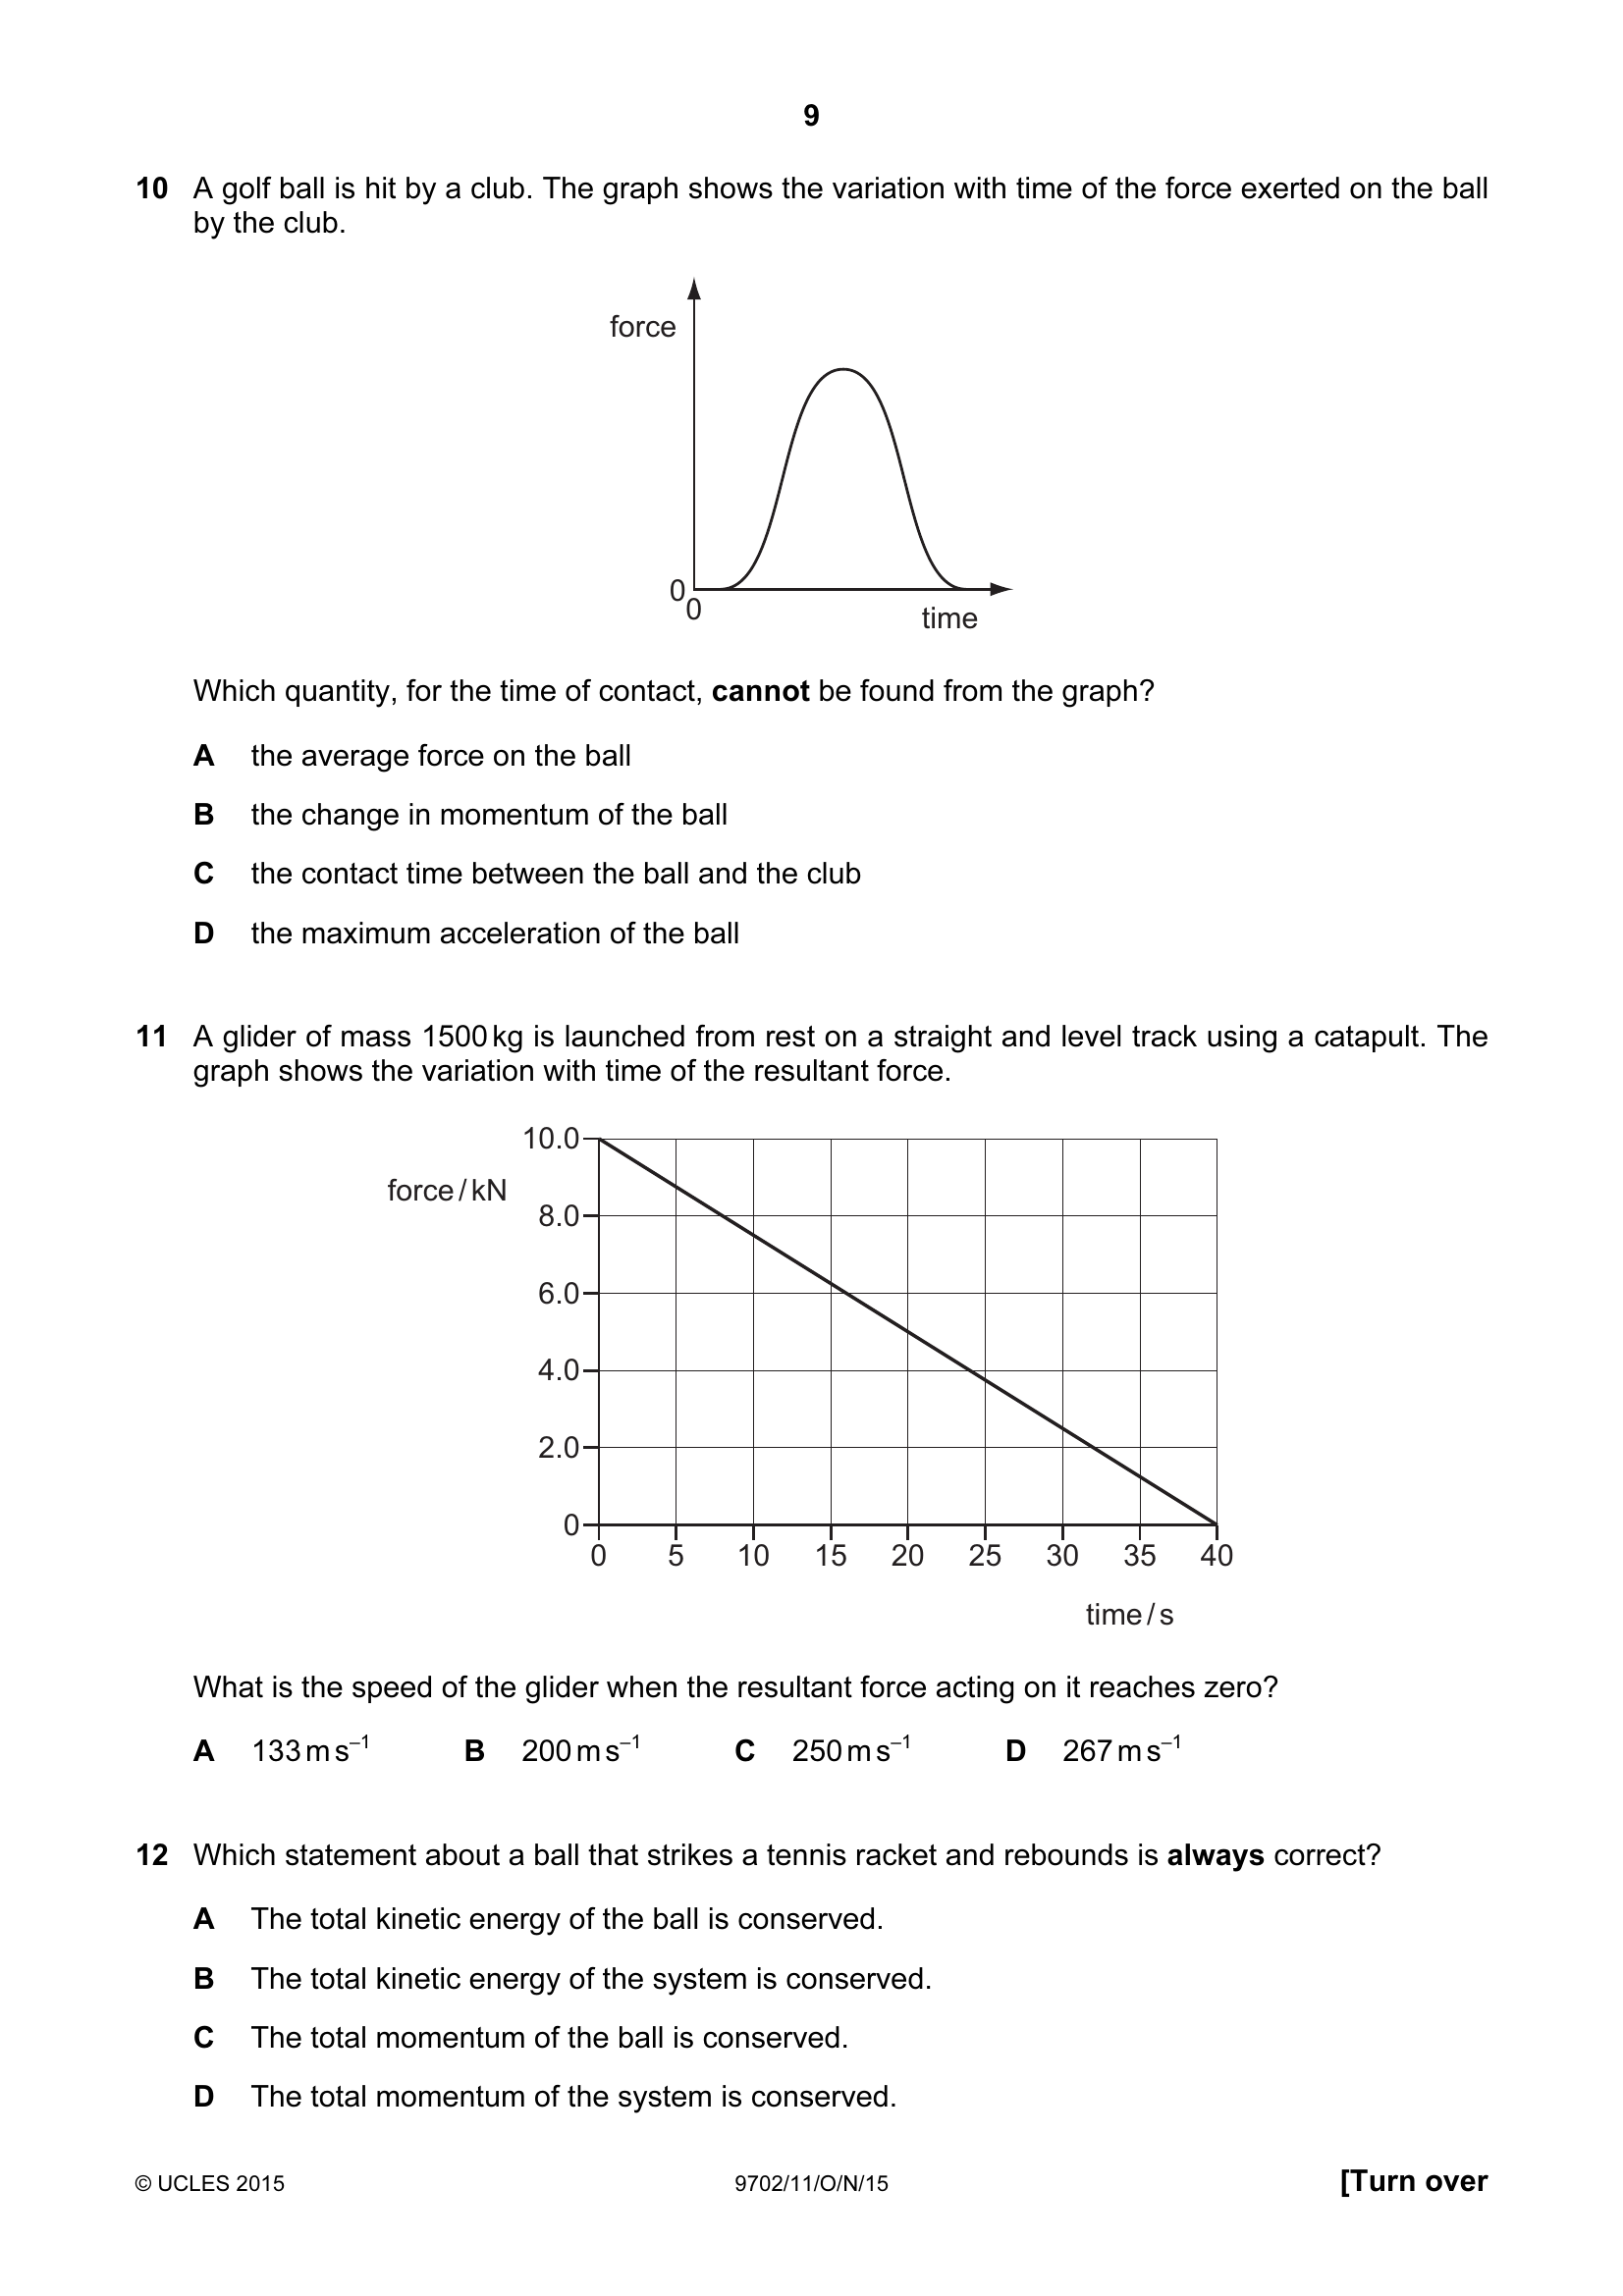 9
10 A golf ball is hit by a club. The graph shows the variation with time of the force exerted on the ball
by the club.
force
0
0
time
Which quantity, for the time of contact, cannot be found from the graph?
A the average force on the ball
B the change in momentum of the ball
C the contact time between the ball and the club
D the maximum acceleration of the ball
11 A glider of mass 1500 kg is launched from rest on a straight and level track using a catapult. The
graph shows the variation with time of the resultant force.
10.0
force / kN
8.0
6.0
4.0
2.0
0
0 5 10 15 20 25 30 35 40
time / s
What is the speed of the glider when the resultant force acting on it reaches zero?
A 133 m s⁻¹ B 200 m s⁻¹ C 250 m s⁻¹ D 267 m s⁻¹
12 Which statement about a ball that strikes a tennis racket and rebounds is always correct?
A The total kinetic energy of the ball is conserved.
B The total kinetic energy of the system is conserved.
C The total momentum of the ball is conserved.
D The total momentum of the system is conserved.
© UCLES 2015 9702/11/O/N/15 [Turn over